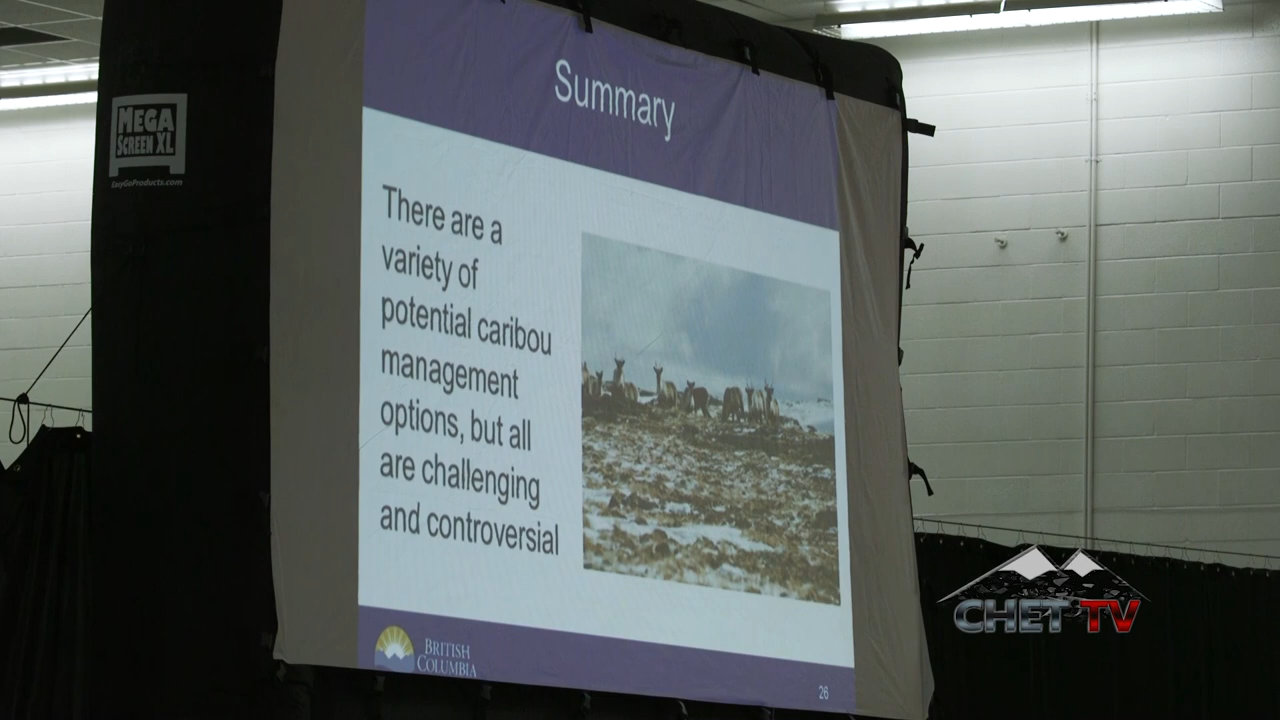 MEGA
SCREEN XL
EasyGoProducts.com
Summary
There are a
variety of
potential caribou
management
options, but all
are challenging
and controversial
BRITISH
COLUMBIA
26
CHET TV